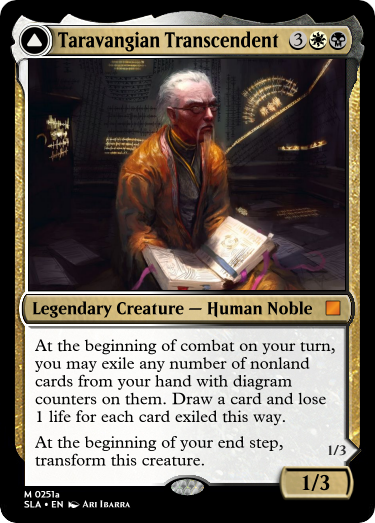 Taravangian Transcendent 3
Legendary Creature — Human Noble
At the beginning of combat on your turn,
you may exile any number of nonland
cards from your hand with diagram
counters on them. Draw a card and lose
1 life for each card exiled this way.
At the beginning of your end step,
transform this creature.
1/3
1/3
M 0251a
SLA • EN Ari Ibarra